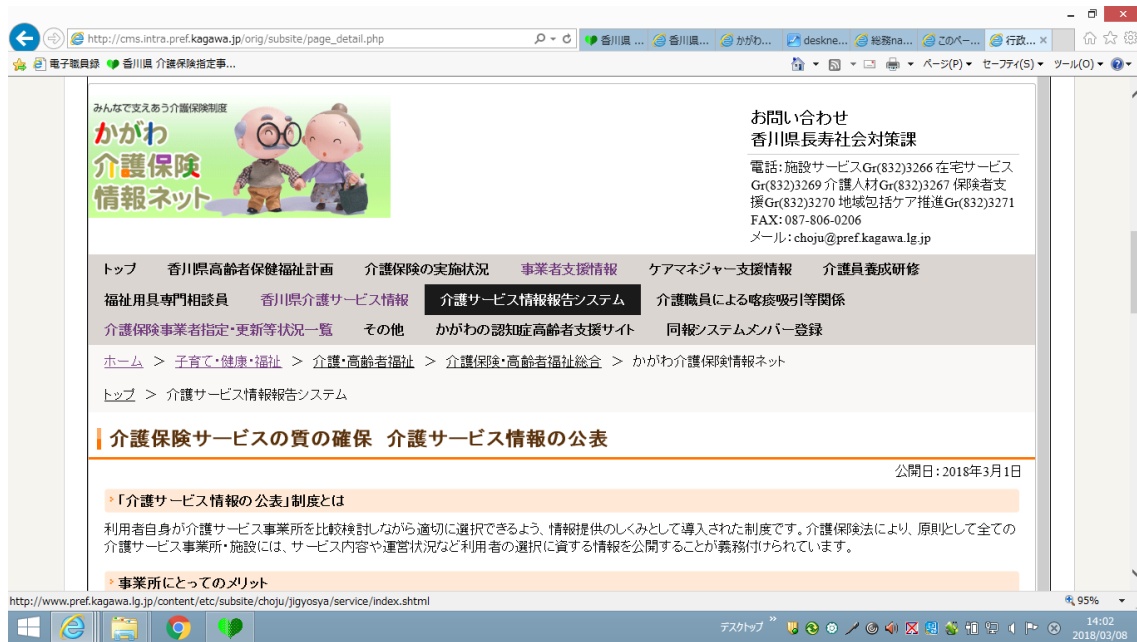 http://cms.intra.pref.kagawa.jp/orig/subsite/page_detail.php
香川県 ...
香川県...
かがわ...
deskne...
総務na...
このペー...
行政...
電子職員録
香川県 介護保険指定事...
ページ(P)
セーフティ(S)
ツール(O)
みんなで支えあう介護保険制度
かがわ
介護保険
情報ネット
お問い合わせ
香川県長寿社会対策課
電話:施設サービスGr(832)3266 在宅サービス
Gr(832)3269 介護人材Gr(832)3267 保険者支
援Gr(832)3270 地域包括ケア推進Gr(832)3271
FAX:087-806-0206
メール:choju@pref.kagawa.lg.jp
トップ 香川県高齢者保健福祉計画 介護保険の実施状況 事業者支援情報 ケアマネジャー支援情報 介護員養成研修
福祉用具専門相談員 香川県介護サービス情報 介護サービス情報報告システム 介護職員による喀痰吸引等関係
介護保険事業者指定・更新等状況一覧 その他 かがわの認知症高齢者支援サイト 同報システムメンバー登録
ホーム > 子育て・健康・福祉 > 介護・高齢者福祉 > 介護保険・高齢者福祉総合 > かがわ介護保険情報ネット
トップ > 介護サービス情報報告システム
介護保険サービスの質の確保 介護サービス情報の公表
公開日:2018年3月1日
「介護サービス情報の公表」制度とは
利用者自身が介護サービス事業所を比較検討しながら適切に選択できるよう、情報提供のしくみとして導入された制度です。介護保険法により、原則として全ての
介護サービス事業所・施設には、サービス内容や運営状況など利用者の選択に資する情報を公開することが義務付けられています。
事業所にとってのメリット
http://www.pref.kagawa.lg.jp/content/etc/subsite/choju/jigyosya/service/index.shtml
95%
デスクトップ
14:02
2018/03/08